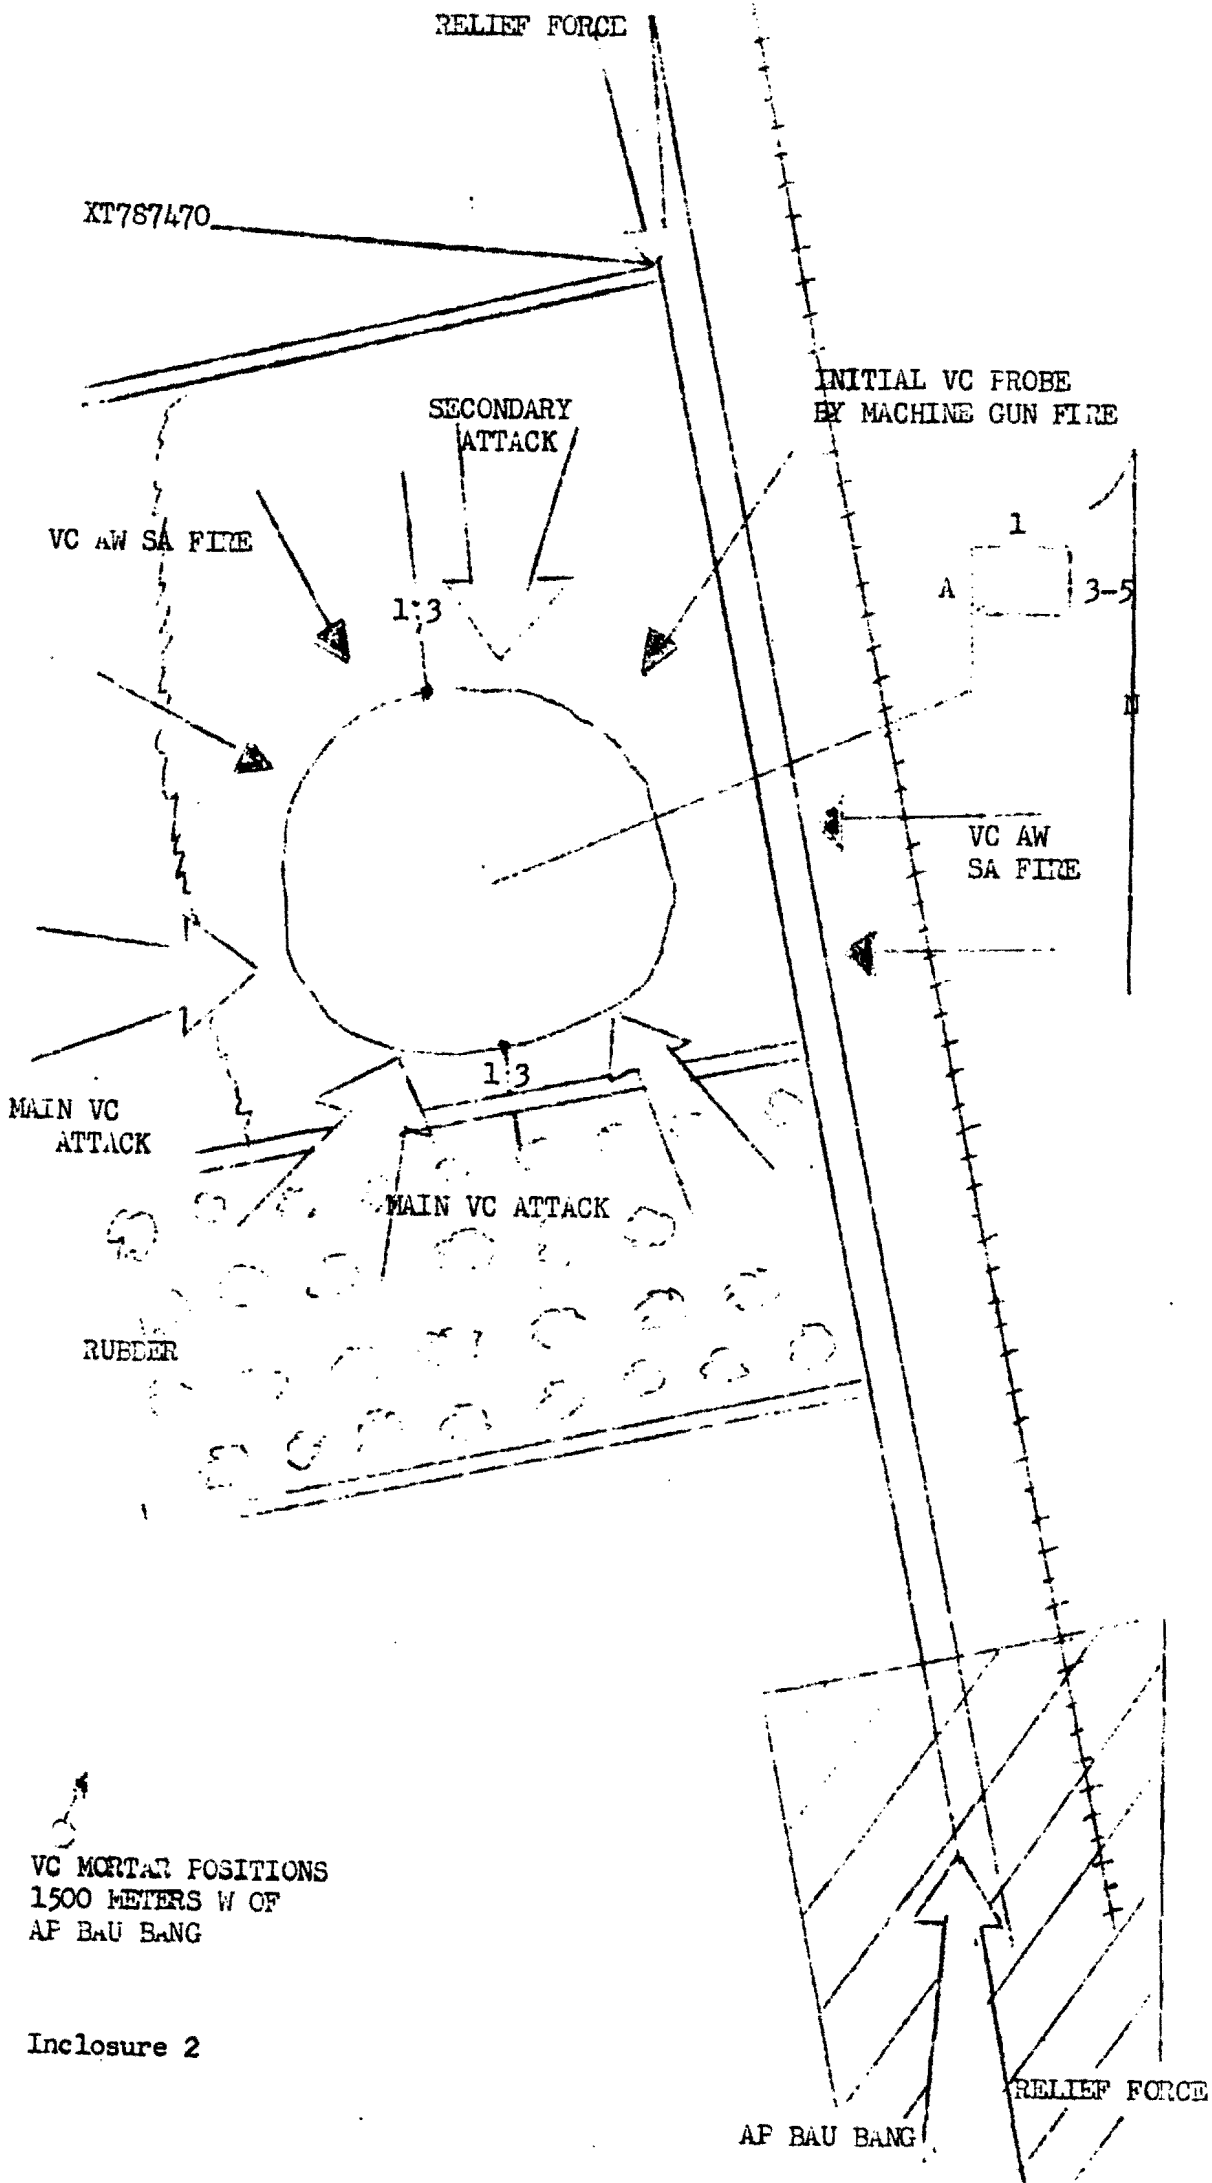 RELIEF FORCE
XT787470
INITIAL VC PROBE
BY MACHINE GUN FIRE
SECONDARY
ATTACK
VC AW SA FIRE
1
A
3-5
1:3
N
VC AW
SA FIRE
1:3
MAIN VC
ATTACK
MAIN VC ATTACK
RUBBER
VC MORTAR POSITIONS
1500 METERS W OF
AP BAU BANG
Inclosure 2
RELIEF FORCE
AP BAU BANG